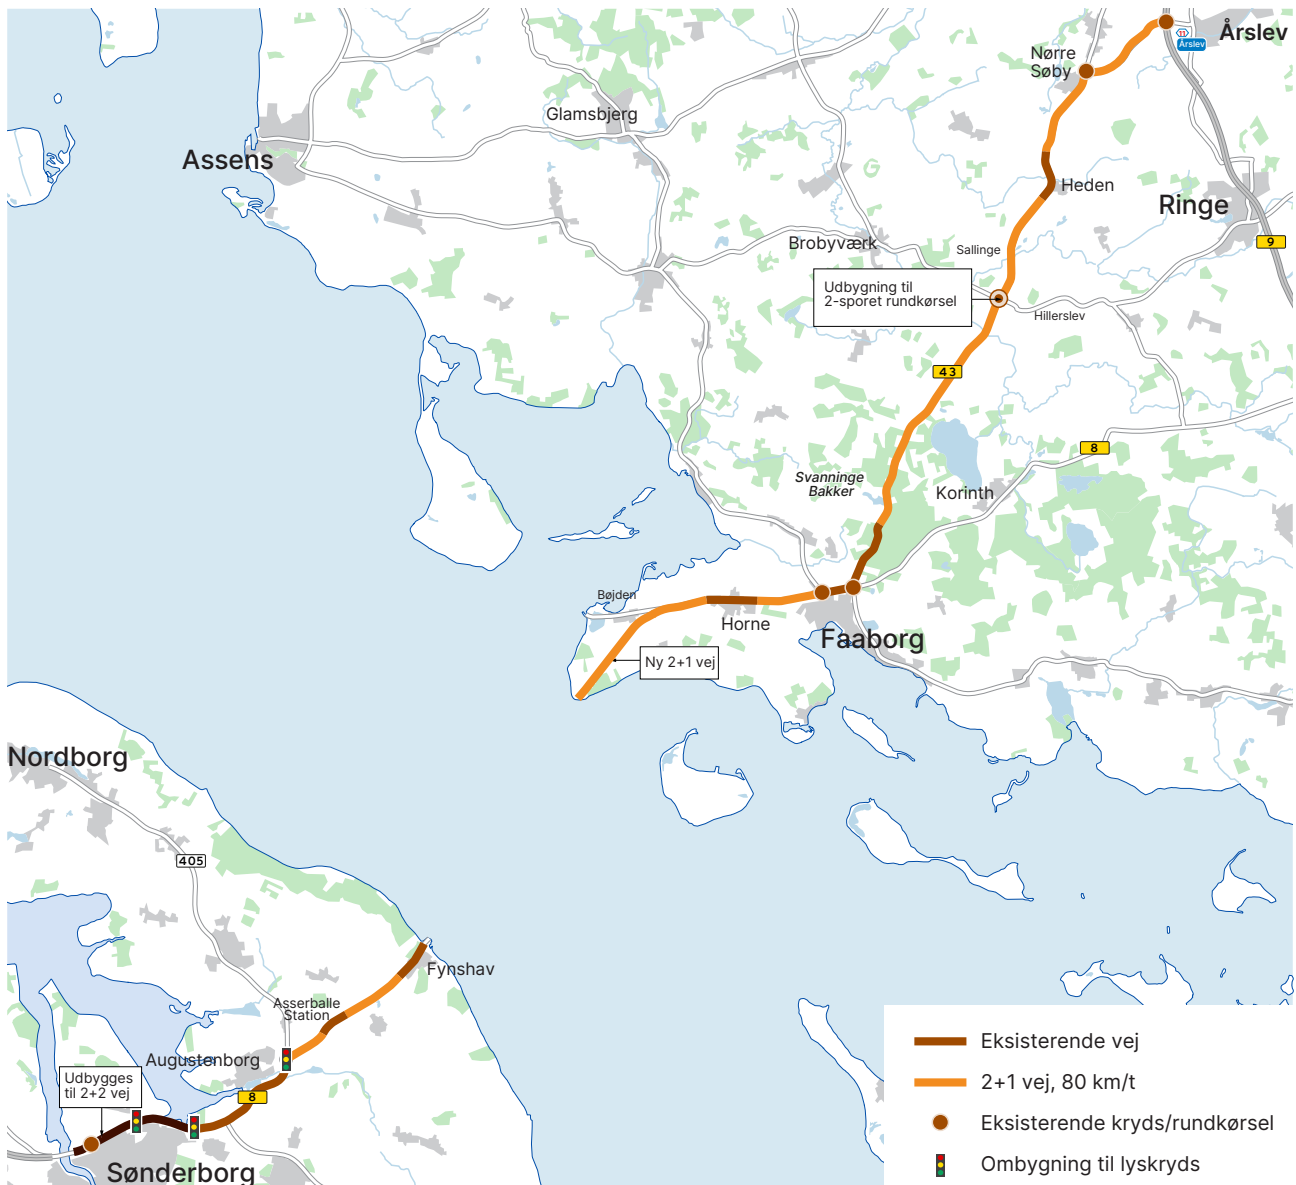 Årslev
11
Årslev
Nørre
Søby
Glamsbjerg
Assens
Heden
Ringe
9
Brobyværk
Sallinge
Udbygning til
2-sporet rundkørsel
Hillerslev
43
8
Svanninge
Bakker
Korinth
Bøjden
Horne
Faaborg
Ny 2+1 vej
Nordborg
405
Fynshav
Asserballe
Station
Augustenborg
Udbygges
til 2+2 vej
8
Sønderborg
Eksisterende vej
2+1 vej, 80 km/t
Eksisterende kryds/rundkørsel
Ombygning til lyskryds